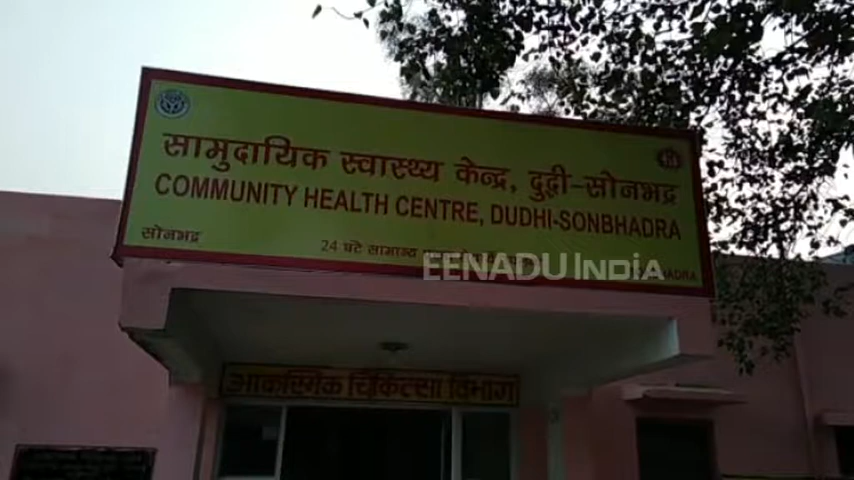 सामुदायिक स्वास्थ्य केन्द्र, दुद्धी-सोनभद्र
COMMUNITY HEALTH CENTRE, DUDHI-SONBHADRA
सोनभद्र
24 घंटे सामान्य
EENADU INDIA
आकस्मिक चिकित्सा विभाग